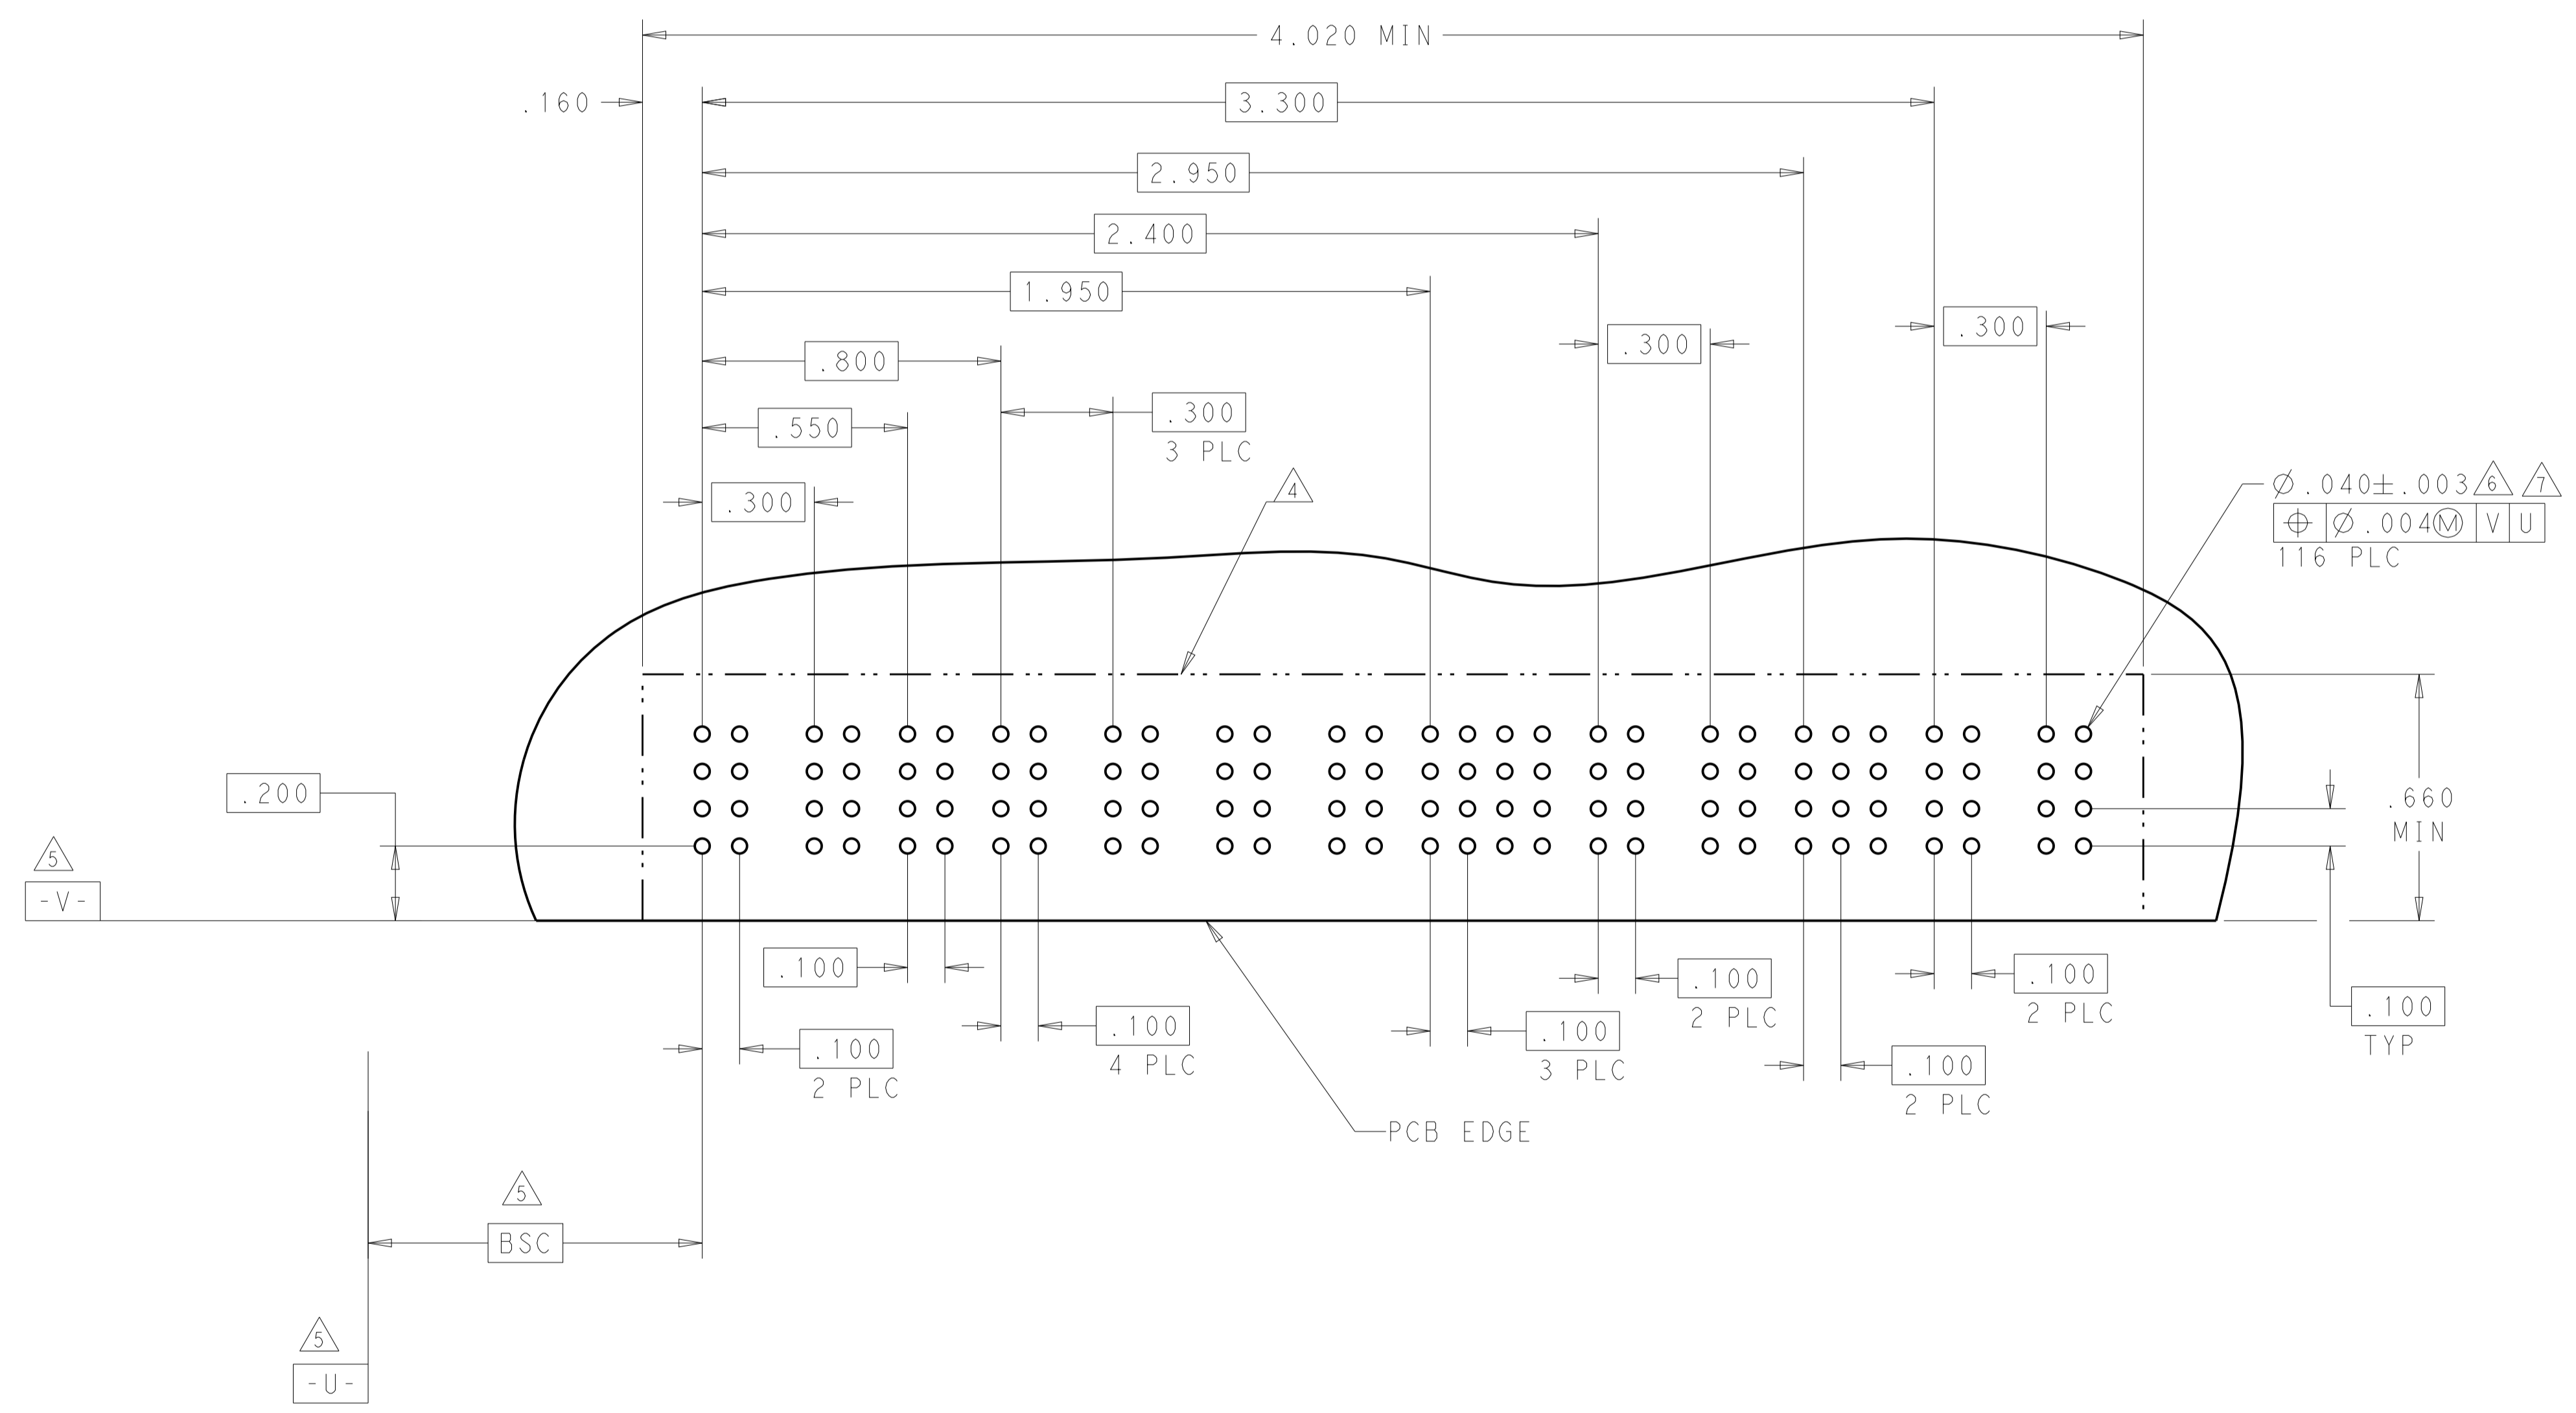 4.020 MIN
.160
3.300
2.950
2.400
1.950
.300
.300
.800
.300
3 PLC
.550
.300
4
⌀.040±.003 6 7
⌖ ⌀.004Ⓜ V U
116 PLC
.200
.660
MIN
5
-V-
.100
.100
2 PLC
.100
2 PLC
.100
TYP
.100
4 PLC
.100
3 PLC
.100
2 PLC
.100
2 PLC
PCB EDGE
5
BSC
5
-U-